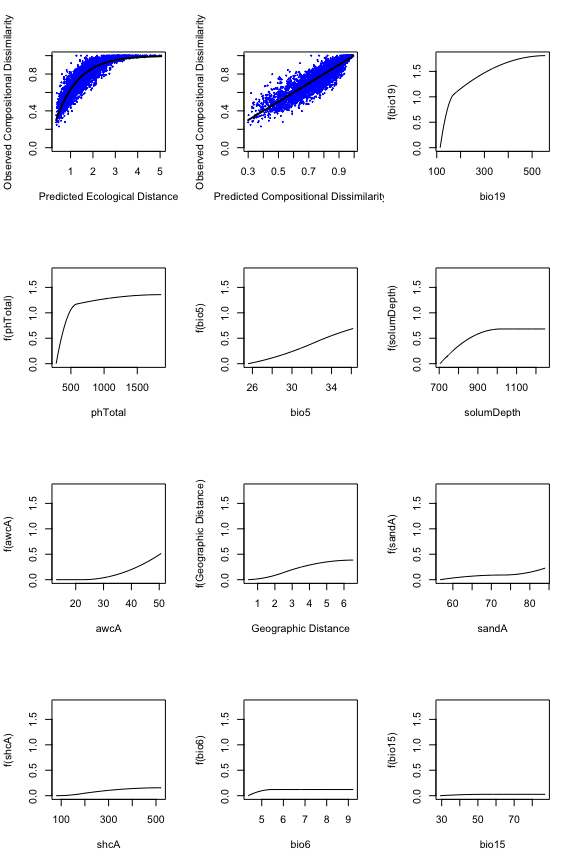 Observed Compositional Dissimilarity
0.0 0.4 0.8
1 2 3 4 5
Predicted Ecological Distance
Observed Compositional Dissimilarity
0.0 0.4 0.8
0.3 0.5 0.7 0.9
Predicted Compositional Dissimilarity
f(bio19)
0.0 0.5 1.0 1.5
100 300 500
bio19
f(phTotal)
0.0 0.5 1.0 1.5
500 1000 1500
phTotal
f(bio5)
0.0 0.5 1.0 1.5
26 30 34
bio5
f(solumDepth)
0.0 0.5 1.0 1.5
700 900 1100
solumDepth
f(awcA)
0.0 0.5 1.0 1.5
20 30 40 50
awcA
f(Geographic Distance)
0.0 0.5 1.0 1.5
1 2 3 4 5 6
Geographic Distance
f(sandA)
0.0 0.5 1.0 1.5
60 70 80
sandA
f(shcA)
0.0 0.5 1.0 1.5
100 300 500
shcA
f(bio6)
0.0 0.5 1.0 1.5
5 6 7 8 9
bio6
f(bio15)
0.0 0.5 1.0 1.5
30 50 70
bio15